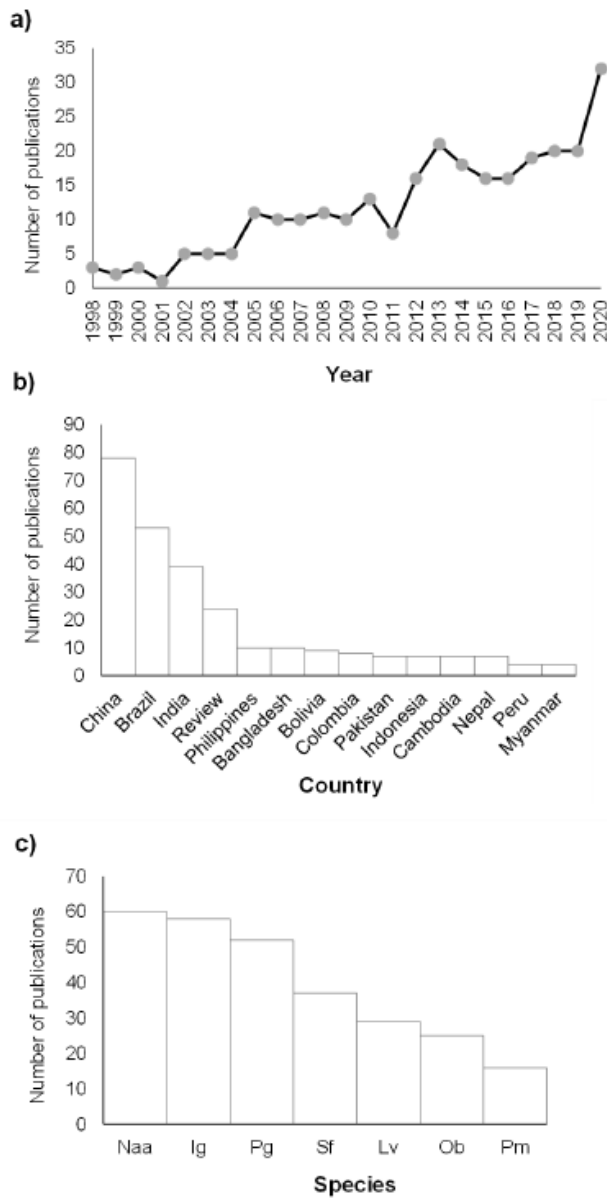 a)
Number of publications
35
30
25
20
15
10
5
0
1998
1999
2000
2001
2002
2003
2004
2005
2006
2007
2008
2009
2010
2011
2012
2013
2014
2015
2016
2017
2018
2019
2020
Year
b)
Number of publications
90
80
70
60
50
40
30
20
10
0
China
Brazil
India
Review
Philippines
Bangladesh
Bolivia
Colombia
Pakistan
Indonesia
Cambodia
Nepal
Peru
Myanmar
Country
c)
Number of publications
70
60
50
40
30
20
10
0
Naa Ig Pg Sf Lv Ob Pm
Species